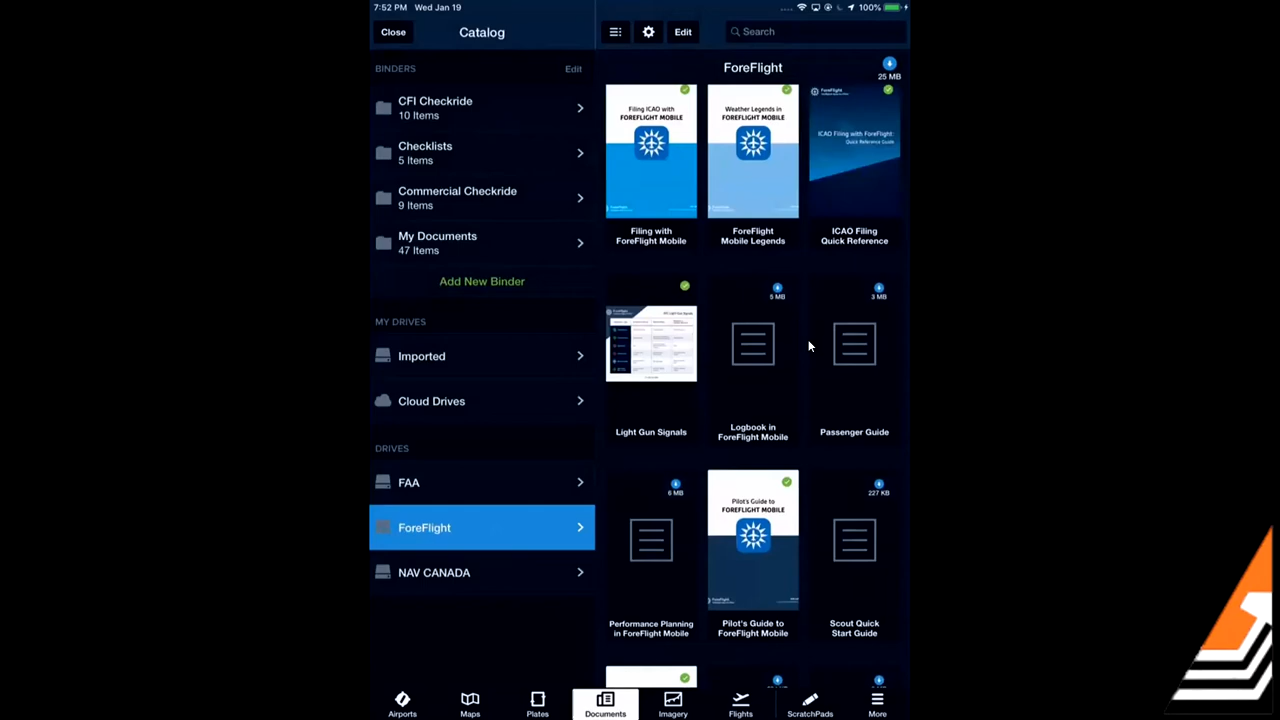 7:52 PM Wed Jan 19
100%
Close
Catalog
Edit
Search
BINDERS
Edit
CFI Checkride
10 Items
Checklists
5 Items
Commercial Checkride
9 Items
My Documents
47 Items
Add New Binder
MY DRIVES
Imported
Cloud Drives
DRIVES
FAA
ForeFlight
NAV CANADA
ForeFlight
25 MB
Filing ICAO with
FOREFLIGHT MOBILE
Filing with
ForeFlight Mobile
Weather Legends in
FOREFLIGHT MOBILE
ForeFlight
Mobile Legends
ForeFlight
ICAO Filing with ForeFlight:
Quick Reference Guide
ICAO Filing
Quick Reference
Light Gun Signals
5 MB
Logbook in
ForeFlight Mobile
3 MB
Passenger Guide
6 MB
Performance Planning
in ForeFlight Mobile
Pilot's Guide to
FOREFLIGHT MOBILE
Pilot's Guide to
ForeFlight Mobile
227 KB
Scout Quick
Start Guide
Airports
Maps
Plates
Documents
Imagery
Flights
ScratchPads
More